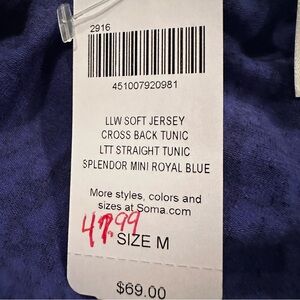 2916
451007920981
LLW SOFT JERSEY
CROSS BACK TUNIC
LTT STRAIGHT TUNIC
SPLENDOR MINI ROYAL BLUE
More styles, colors and
sizes at Soma.com
47.99
SIZE M
$69.00